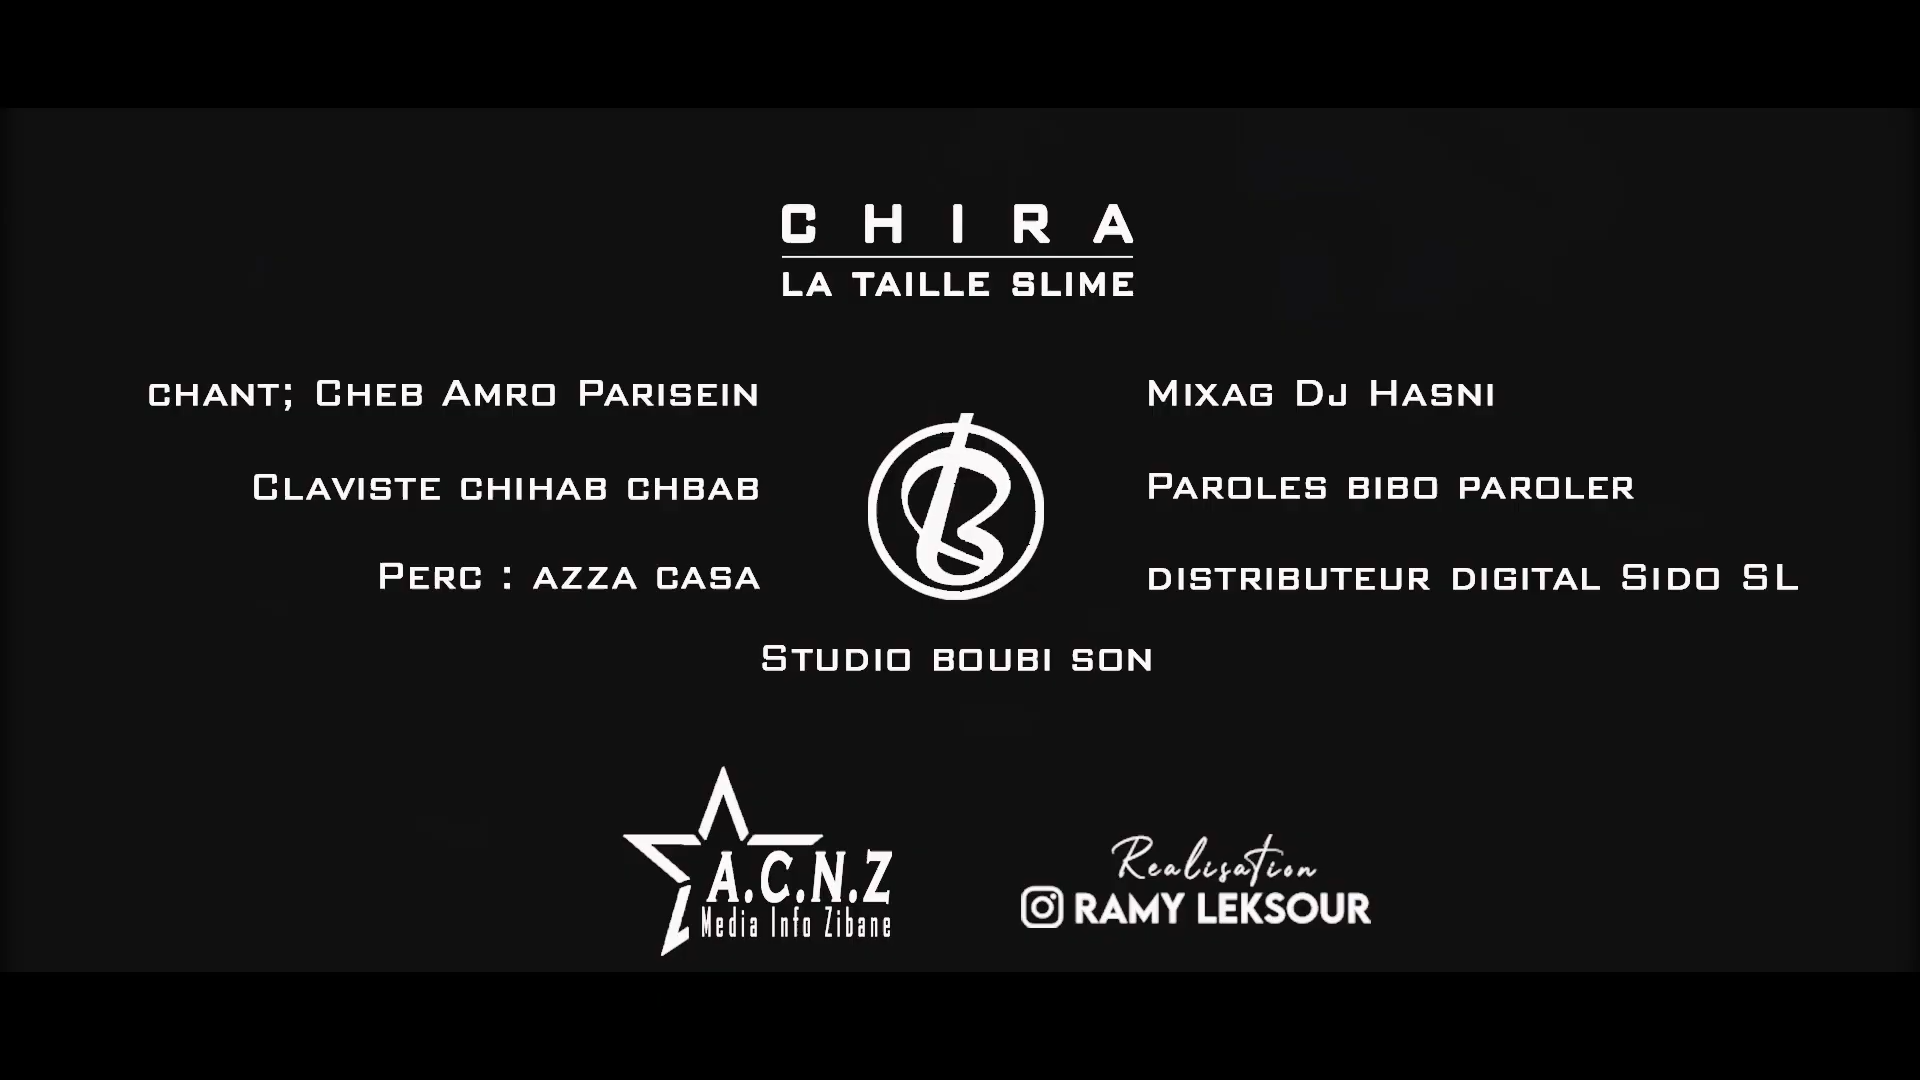 CHIRA
LA TAILLE SLIME
CHANT; CHEB AMRO PARISEIN
CLAVISTE CHIHAB CHBAB
PERC : AZZA CASA
MIXAG DJ HASNI
PAROLES BIBO PAROLER
DISTRIBUTEUR DIGITAL SIDO SL
B
STUDIO BOUBI SON
A.C.N.Z
Media Info Zibane
Realisation
RAMY LEKSOUR